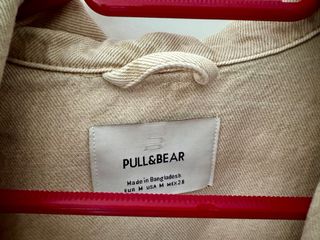 PULL&BEAR
Made in Bangladesh
EUR M USA M MEX 28